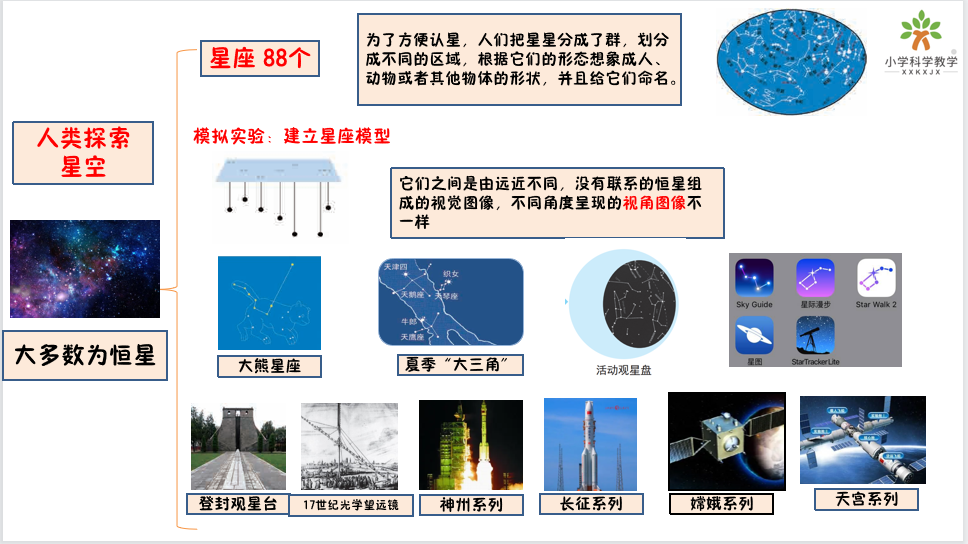 星座 88个
为了方便认星，人们把星星分成了群，划分
成不同的区域，根据它们的形态想象成人、
动物或者其他物体的形状，并且给它们命名。
小学科学教学
XXKXJX
人类探索
星空
模拟实验：建立星座模型
它们之间是由远近不同，没有联系的恒星组
成的视觉图像，不同角度呈现的视角图像不
一样
大多数为恒星
天津四
织女
天鹅座
天琴座
牛郎
天鹰座
大熊星座
夏季“大三角”
活动观星盘
Sky Guide
星际漫步
Star Walk 2
星图
StarTracker Lite
登封观星台
17世纪光学望远镜
神州系列
长征系列
嫦娥系列
天宫系列